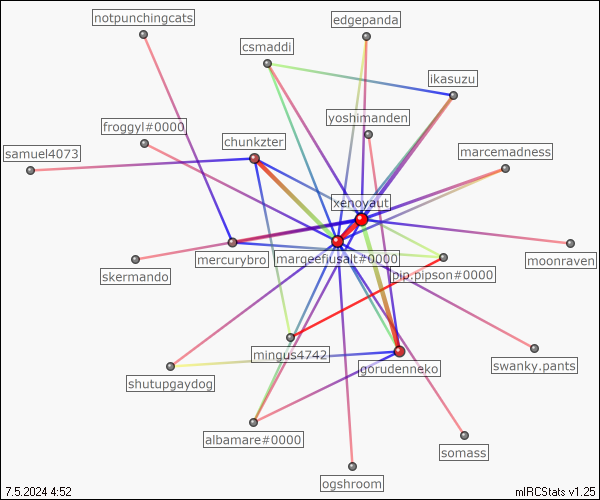 notpunchingcats
edgepanda
csmaddi
ikasuzu
yoshimanden
froggyl#0000
chunkzter
samuel4073
marcemadness
xenoyaut
mercurybro
margeefusalt#0000
moonraven
skermando
pip.pipson#0000
mingus4742
swanky.pants
gorudenneko
shutupgaydog
albamare#0000
somass
ogshroom
7.5.2024 4:52
mIRCStats v1.25